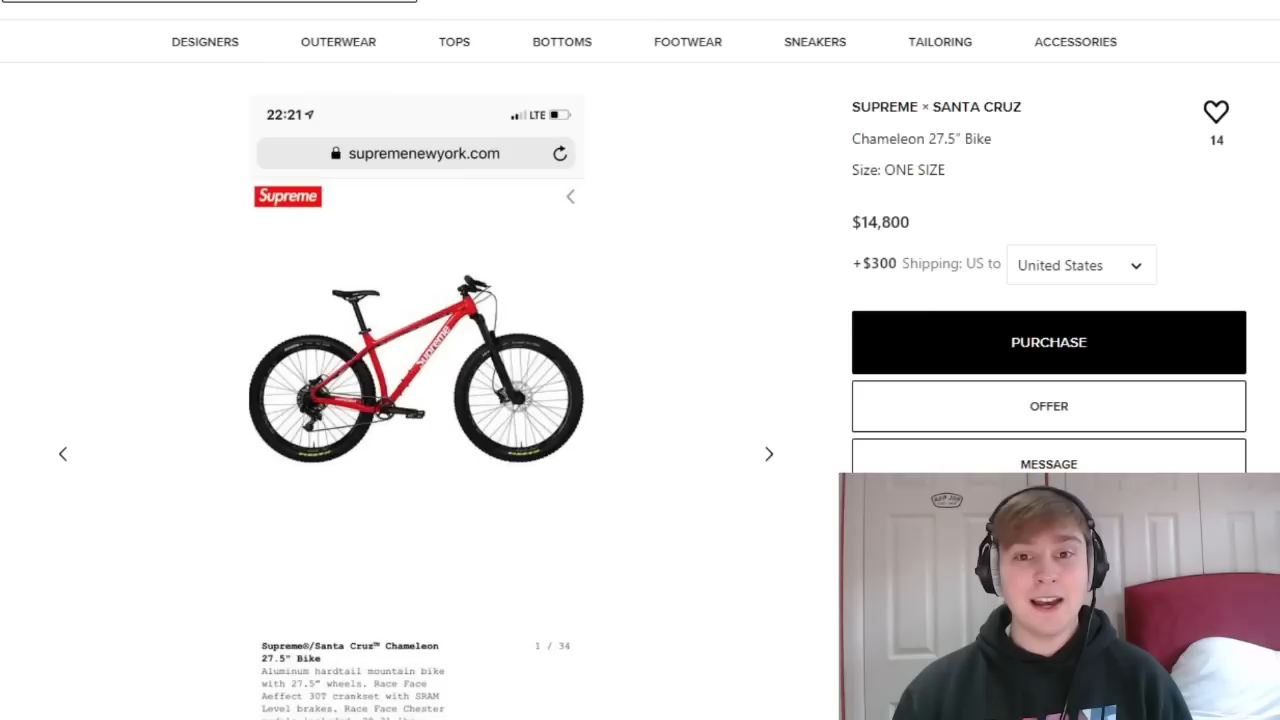 DESIGNERS OUTERWEAR TOPS BOTTOMS FOOTWEAR SNEAKERS TAILORING ACCESSORIES
22:21 LTE
supremenewyork.com
Supreme
Supreme
Supreme®/Santa Cruz™ Chameleon
27.5" Bike
1 / 34
Aluminum hardtail mountain bike
with 27.5" wheels. Race Face
Aeffect 30T crankset with SRAM
Level brakes. Race Face Chester
SUPREME × SANTA CRUZ
14
Chameleon 27.5” Bike
Size: ONE SIZE
$14,800
+$300 Shipping: US to United States
PURCHASE
OFFER
MESSAGE